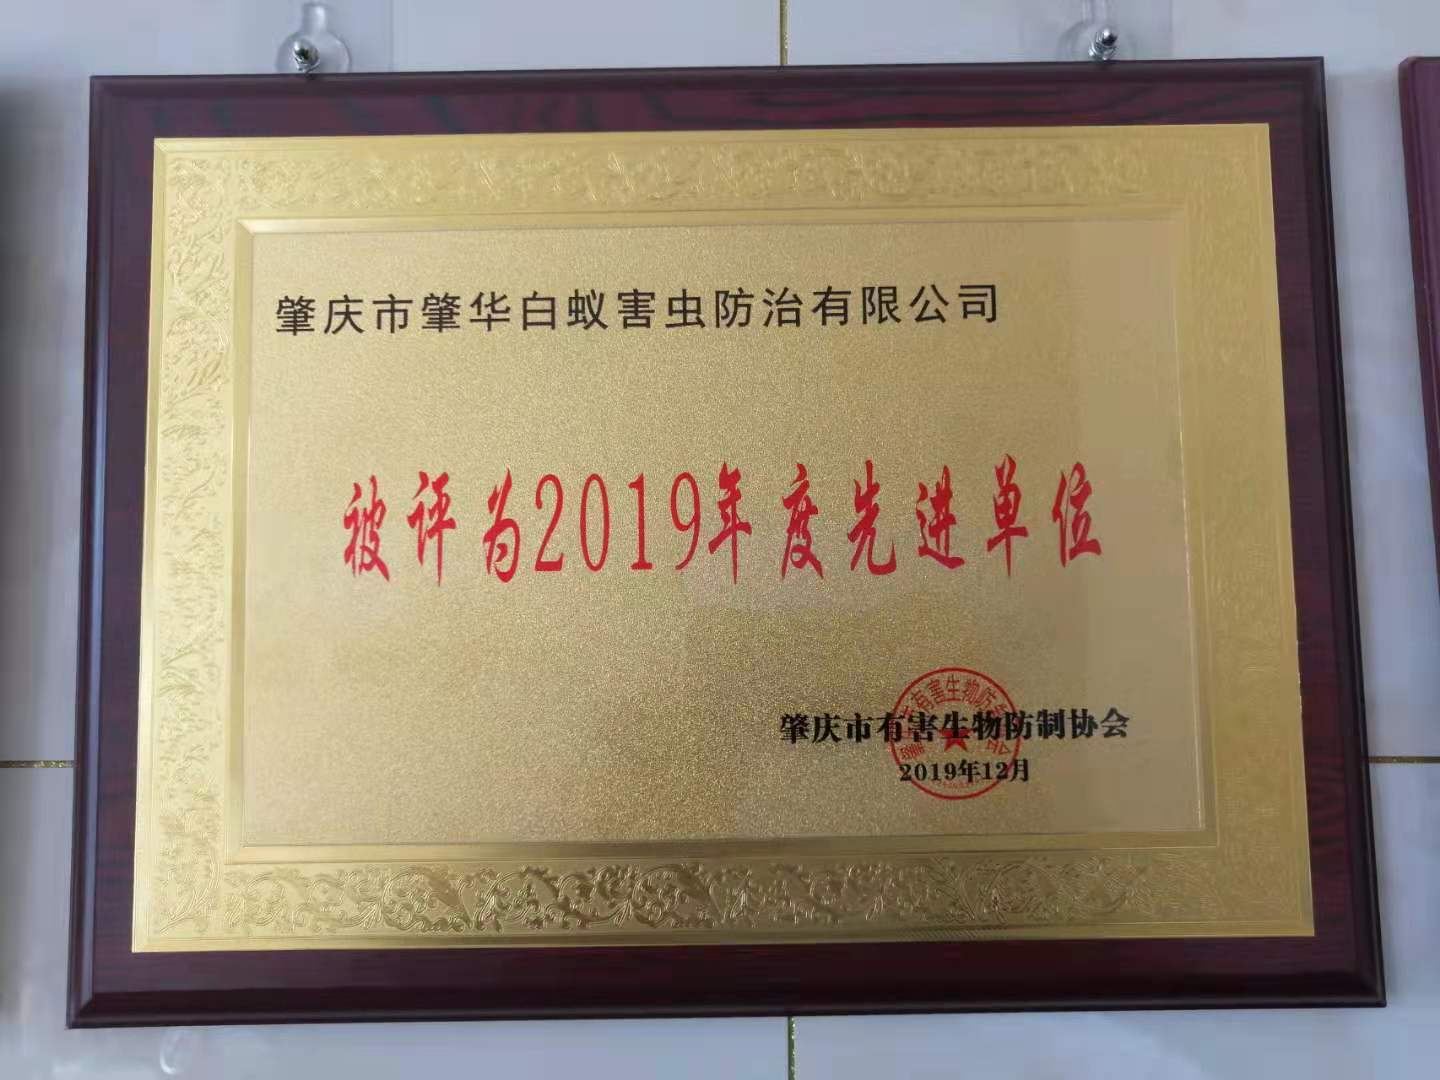 肇庆市肇华白蚁害虫防治有限公司
被评为2019年度先进单位
肇庆市有害生物防制协会
2019年12月